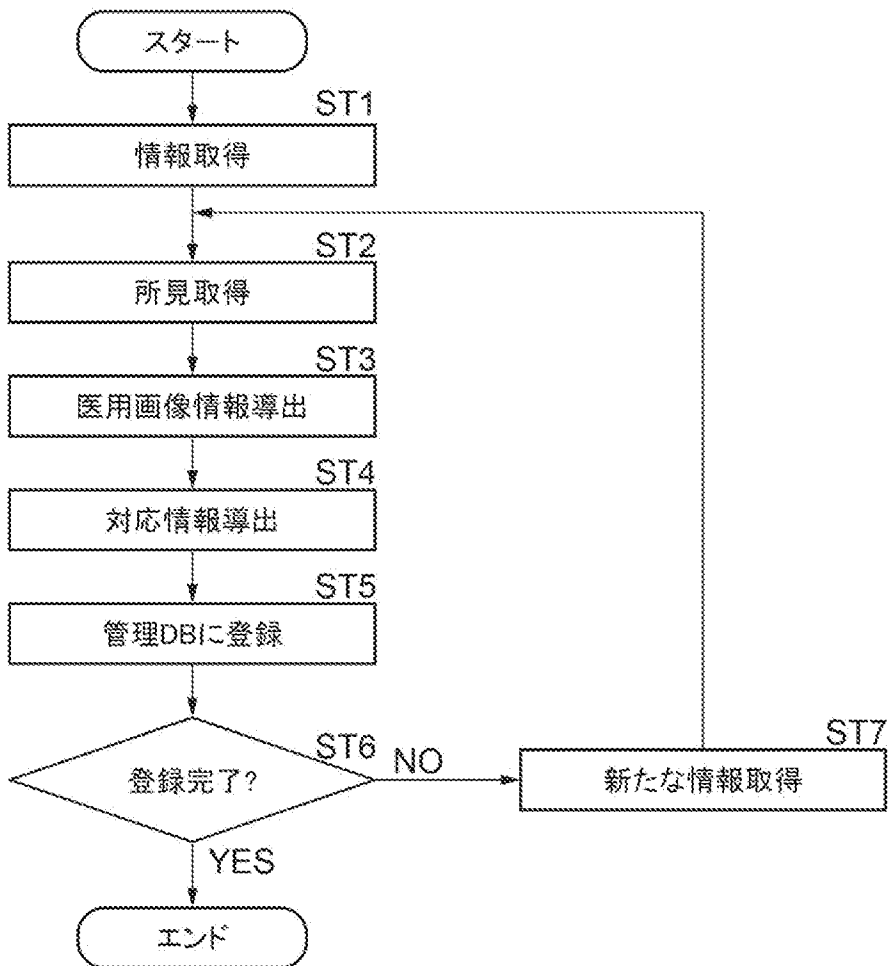 スタート
ST1
情報取得
ST2
所見取得
ST3
医用画像情報導出
ST4
対応情報導出
ST5
管理DBに登録
ST6
登録完了?
NO
ST7
新たな情報取得
YES
エンド